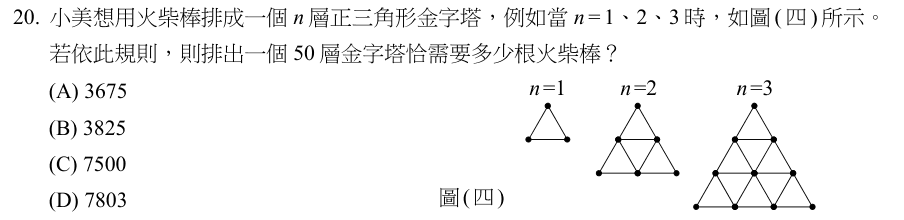 20. 小美想用火柴棒排成一個 n 層正三角形金字塔,例如當 n=1、2、3 時,如圖(四)所示。
若依此規則,則排出一個 50 層金字塔恰需要多少根火柴棒?
(A) 3675
(B) 3825
(C) 7500
(D) 7803
n=1
n=2
n=3
圖(四)